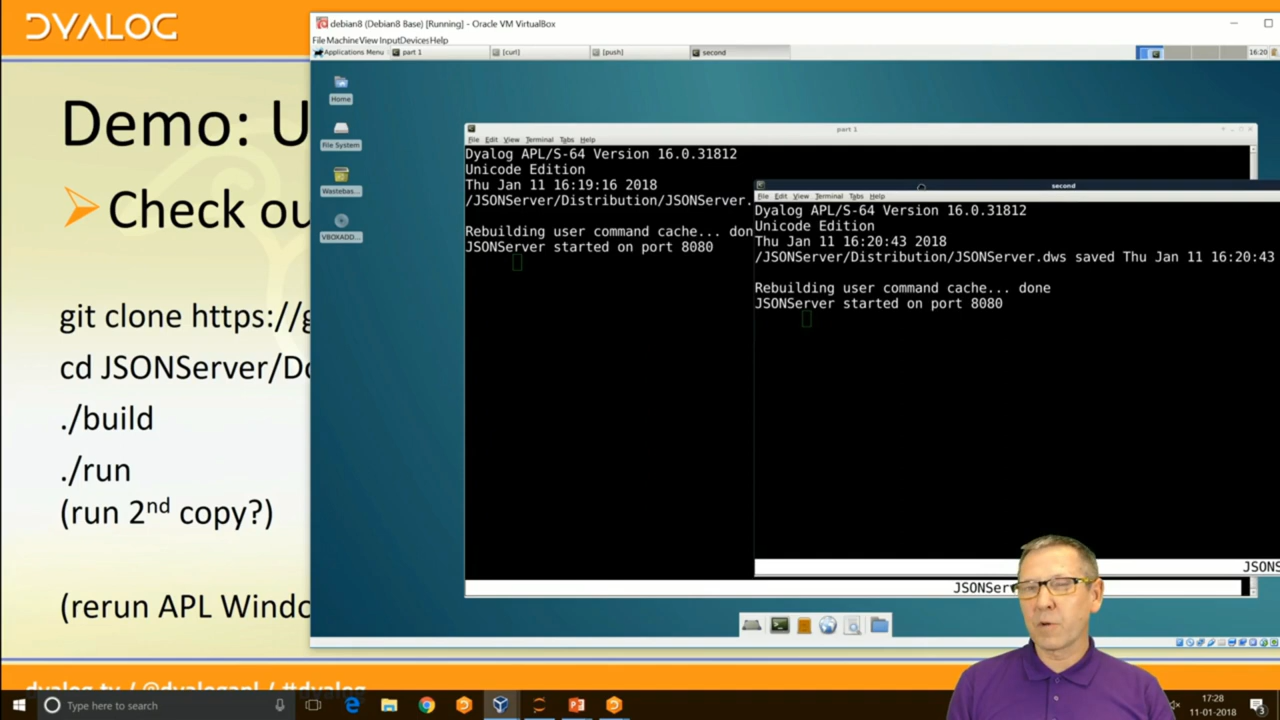 DYALOG
debian8 (Debian8 Base) [Running] - Oracle VM VirtualBox
File Machine View Input Devices Help
Applications Menu
part 1
[curl]
[push]
second
16:20
Demo: U
Check ou
git clone https://g
cd JSONServer/Do
./build
./run
(run 2nd copy?)
(rerun APL Windo
Home
File System
Wastebas...
VBOXADD...
part 1
File Edit View Terminal Tabs Help
Dyalog APL/S-64 Version 16.0.31812
Unicode Edition
Thu Jan 11 16:19:16 2018
/JSONServer/Distribution/JSONServer.
Rebuilding user command cache... don
JSONServer started on port 8080
JSONServ
second
File Edit View Terminal Tabs Help
Dyalog APL/S-64 Version 16.0.31812
Unicode Edition
Thu Jan 11 16:20:43 2018
/JSONServer/Distribution/JSONServer.dws saved Thu Jan 11 16:20:43
Rebuilding user command cache... done
JSONServer started on port 8080
JSONS
dyalog.tv / @dyalogapl / #dyalog
Type here to search
17:28
11-01-2018
3